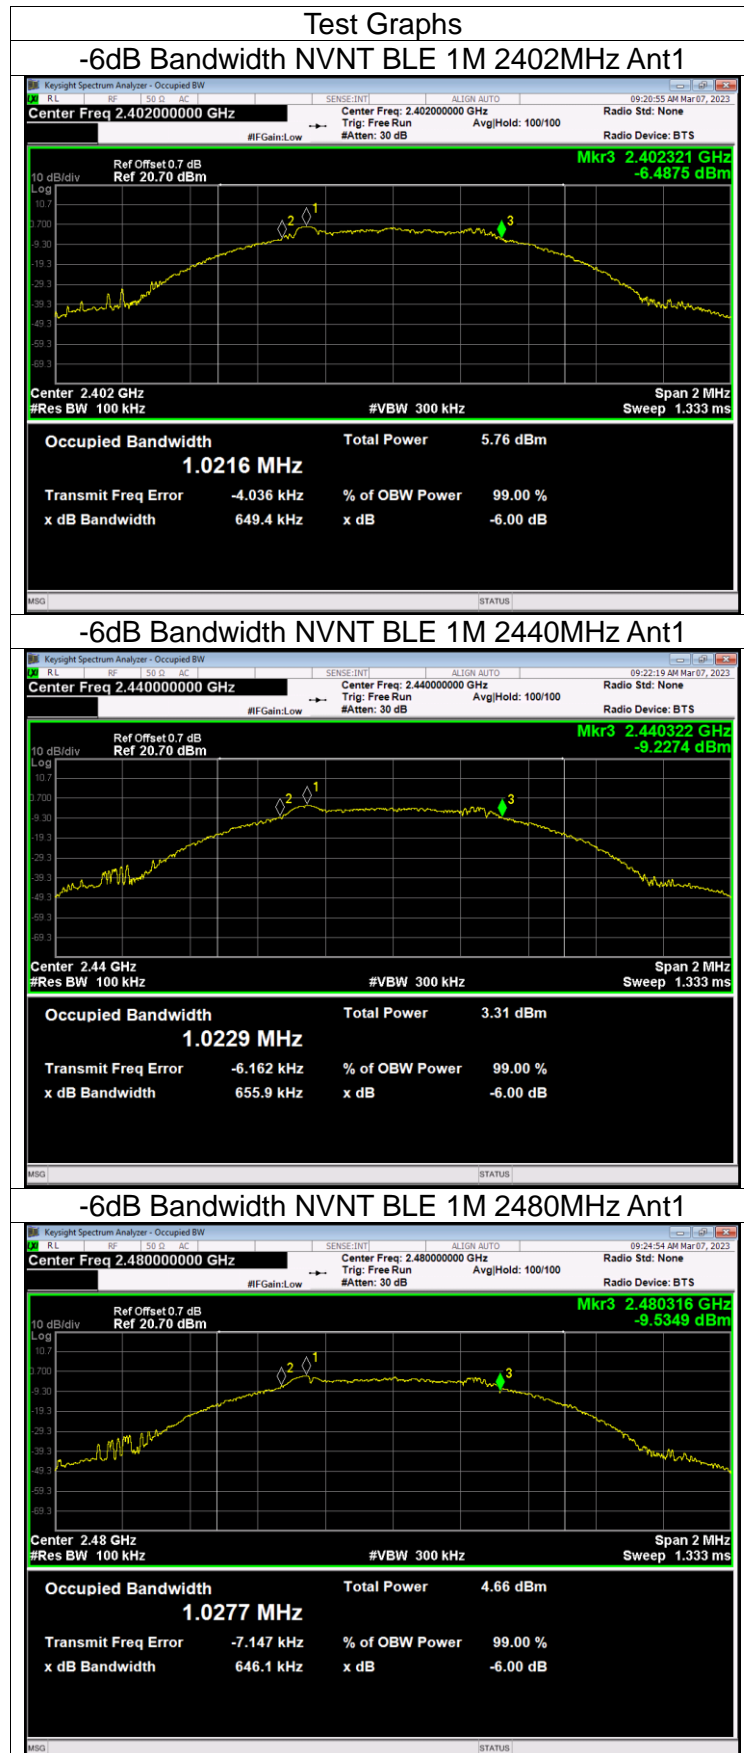 Test Graphs
-6dB Bandwidth NVNT BLE 1M 2402MHz Ant1
Keysight Spectrum Analyzer - Occupied BW
RL RF 50 Ω AC SENSE:INT ALIGN AUTO 09:20:55 AM Mar 07, 2023
Center Freq 2.402000000 GHz Center Freq: 2.402000000 GHz Radio Std: None
Trig: Free Run Avg|Hold: 100/100
#IFGain:Low #Atten: 30 dB Radio Device: BTS
Mkr3 2.402321 GHz
Ref Offset 0.7 dB -6.4875 dBm
10 dB/div Ref 20.70 dBm
Log
10.7
1
2 3
0.700
-9.30
-19.3
-29.3
-39.3
-49.3
-59.3
-69.3
Center 2.402 GHz Span 2 MHz
#Res BW 100 kHz #VBW 300 kHz Sweep 1.333 ms
Occupied Bandwidth Total Power 5.76 dBm
1.0216 MHz
Transmit Freq Error -4.036 kHz % of OBW Power 99.00 %
x dB Bandwidth 649.4 kHz x dB -6.00 dB
MSG STATUS
-6dB Bandwidth NVNT BLE 1M 2440MHz Ant1
Keysight Spectrum Analyzer - Occupied BW
RL RF 50 Ω AC SENSE:INT ALIGN AUTO 09:22:19 AM Mar 07, 2023
Center Freq 2.440000000 GHz Center Freq: 2.440000000 GHz Radio Std: None
Trig: Free Run Avg|Hold: 100/100
#IFGain:Low #Atten: 30 dB Radio Device: BTS
Mkr3 2.440322 GHz
Ref Offset 0.7 dB -9.2274 dBm
10 dB/div Ref 20.70 dBm
Log
10.7
1
2 3
0.700
-9.30
-19.3
-29.3
-39.3
-49.3
-59.3
-69.3
Center 2.44 GHz Span 2 MHz
#Res BW 100 kHz #VBW 300 kHz Sweep 1.333 ms
Occupied Bandwidth Total Power 3.31 dBm
1.0229 MHz
Transmit Freq Error -6.162 kHz % of OBW Power 99.00 %
x dB Bandwidth 655.9 kHz x dB -6.00 dB
MSG STATUS
-6dB Bandwidth NVNT BLE 1M 2480MHz Ant1
Keysight Spectrum Analyzer - Occupied BW
RL RF 50 Ω AC SENSE:INT ALIGN AUTO 09:24:54 AM Mar 07, 2023
Center Freq 2.480000000 GHz Center Freq: 2.480000000 GHz Radio Std: None
Trig: Free Run Avg|Hold: 100/100
#IFGain:Low #Atten: 30 dB Radio Device: BTS
Mkr3 2.480316 GHz
Ref Offset 0.7 dB -9.5349 dBm
10 dB/div Ref 20.70 dBm
Log
10.7
1
2 3
0.700
-9.30
-19.3
-29.3
-39.3
-49.3
-59.3
-69.3
Center 2.48 GHz Span 2 MHz
#Res BW 100 kHz #VBW 300 kHz Sweep 1.333 ms
Occupied Bandwidth Total Power 4.66 dBm
1.0277 MHz
Transmit Freq Error -7.147 kHz % of OBW Power 99.00 %
x dB Bandwidth 646.1 kHz x dB -6.00 dB
MSG STATUS